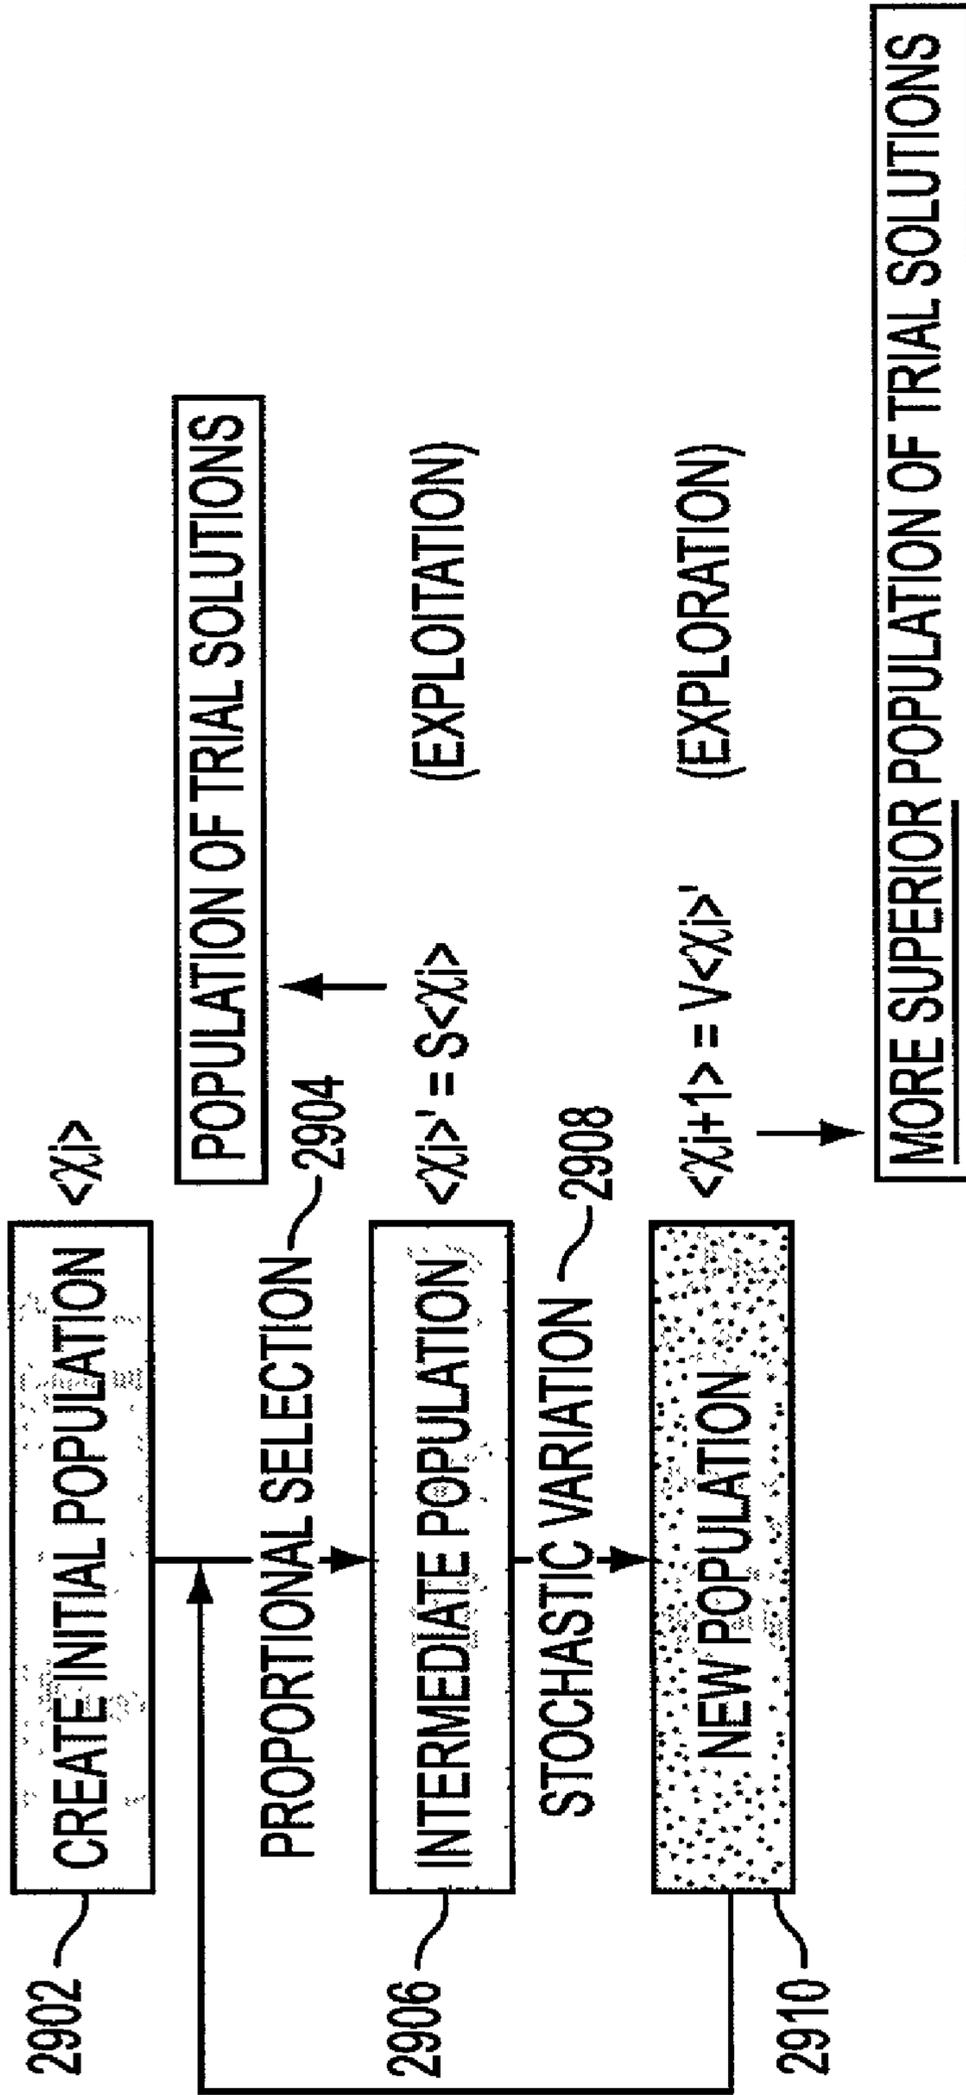 2902
CREATE INITIAL POPULATION
<χi>
PROPORTIONAL SELECTION
2904
POPULATION OF TRIAL SOLUTIONS
2906
INTERMEDIATE POPULATION
<χi>' = S<χi>
(EXPLOITATION)
STOCHASTIC VARIATION
2908
2910
NEW POPULATION
<χi+1> = V<χi>'
(EXPLORATION)
MORE SUPERIOR POPULATION OF TRIAL SOLUTIONS